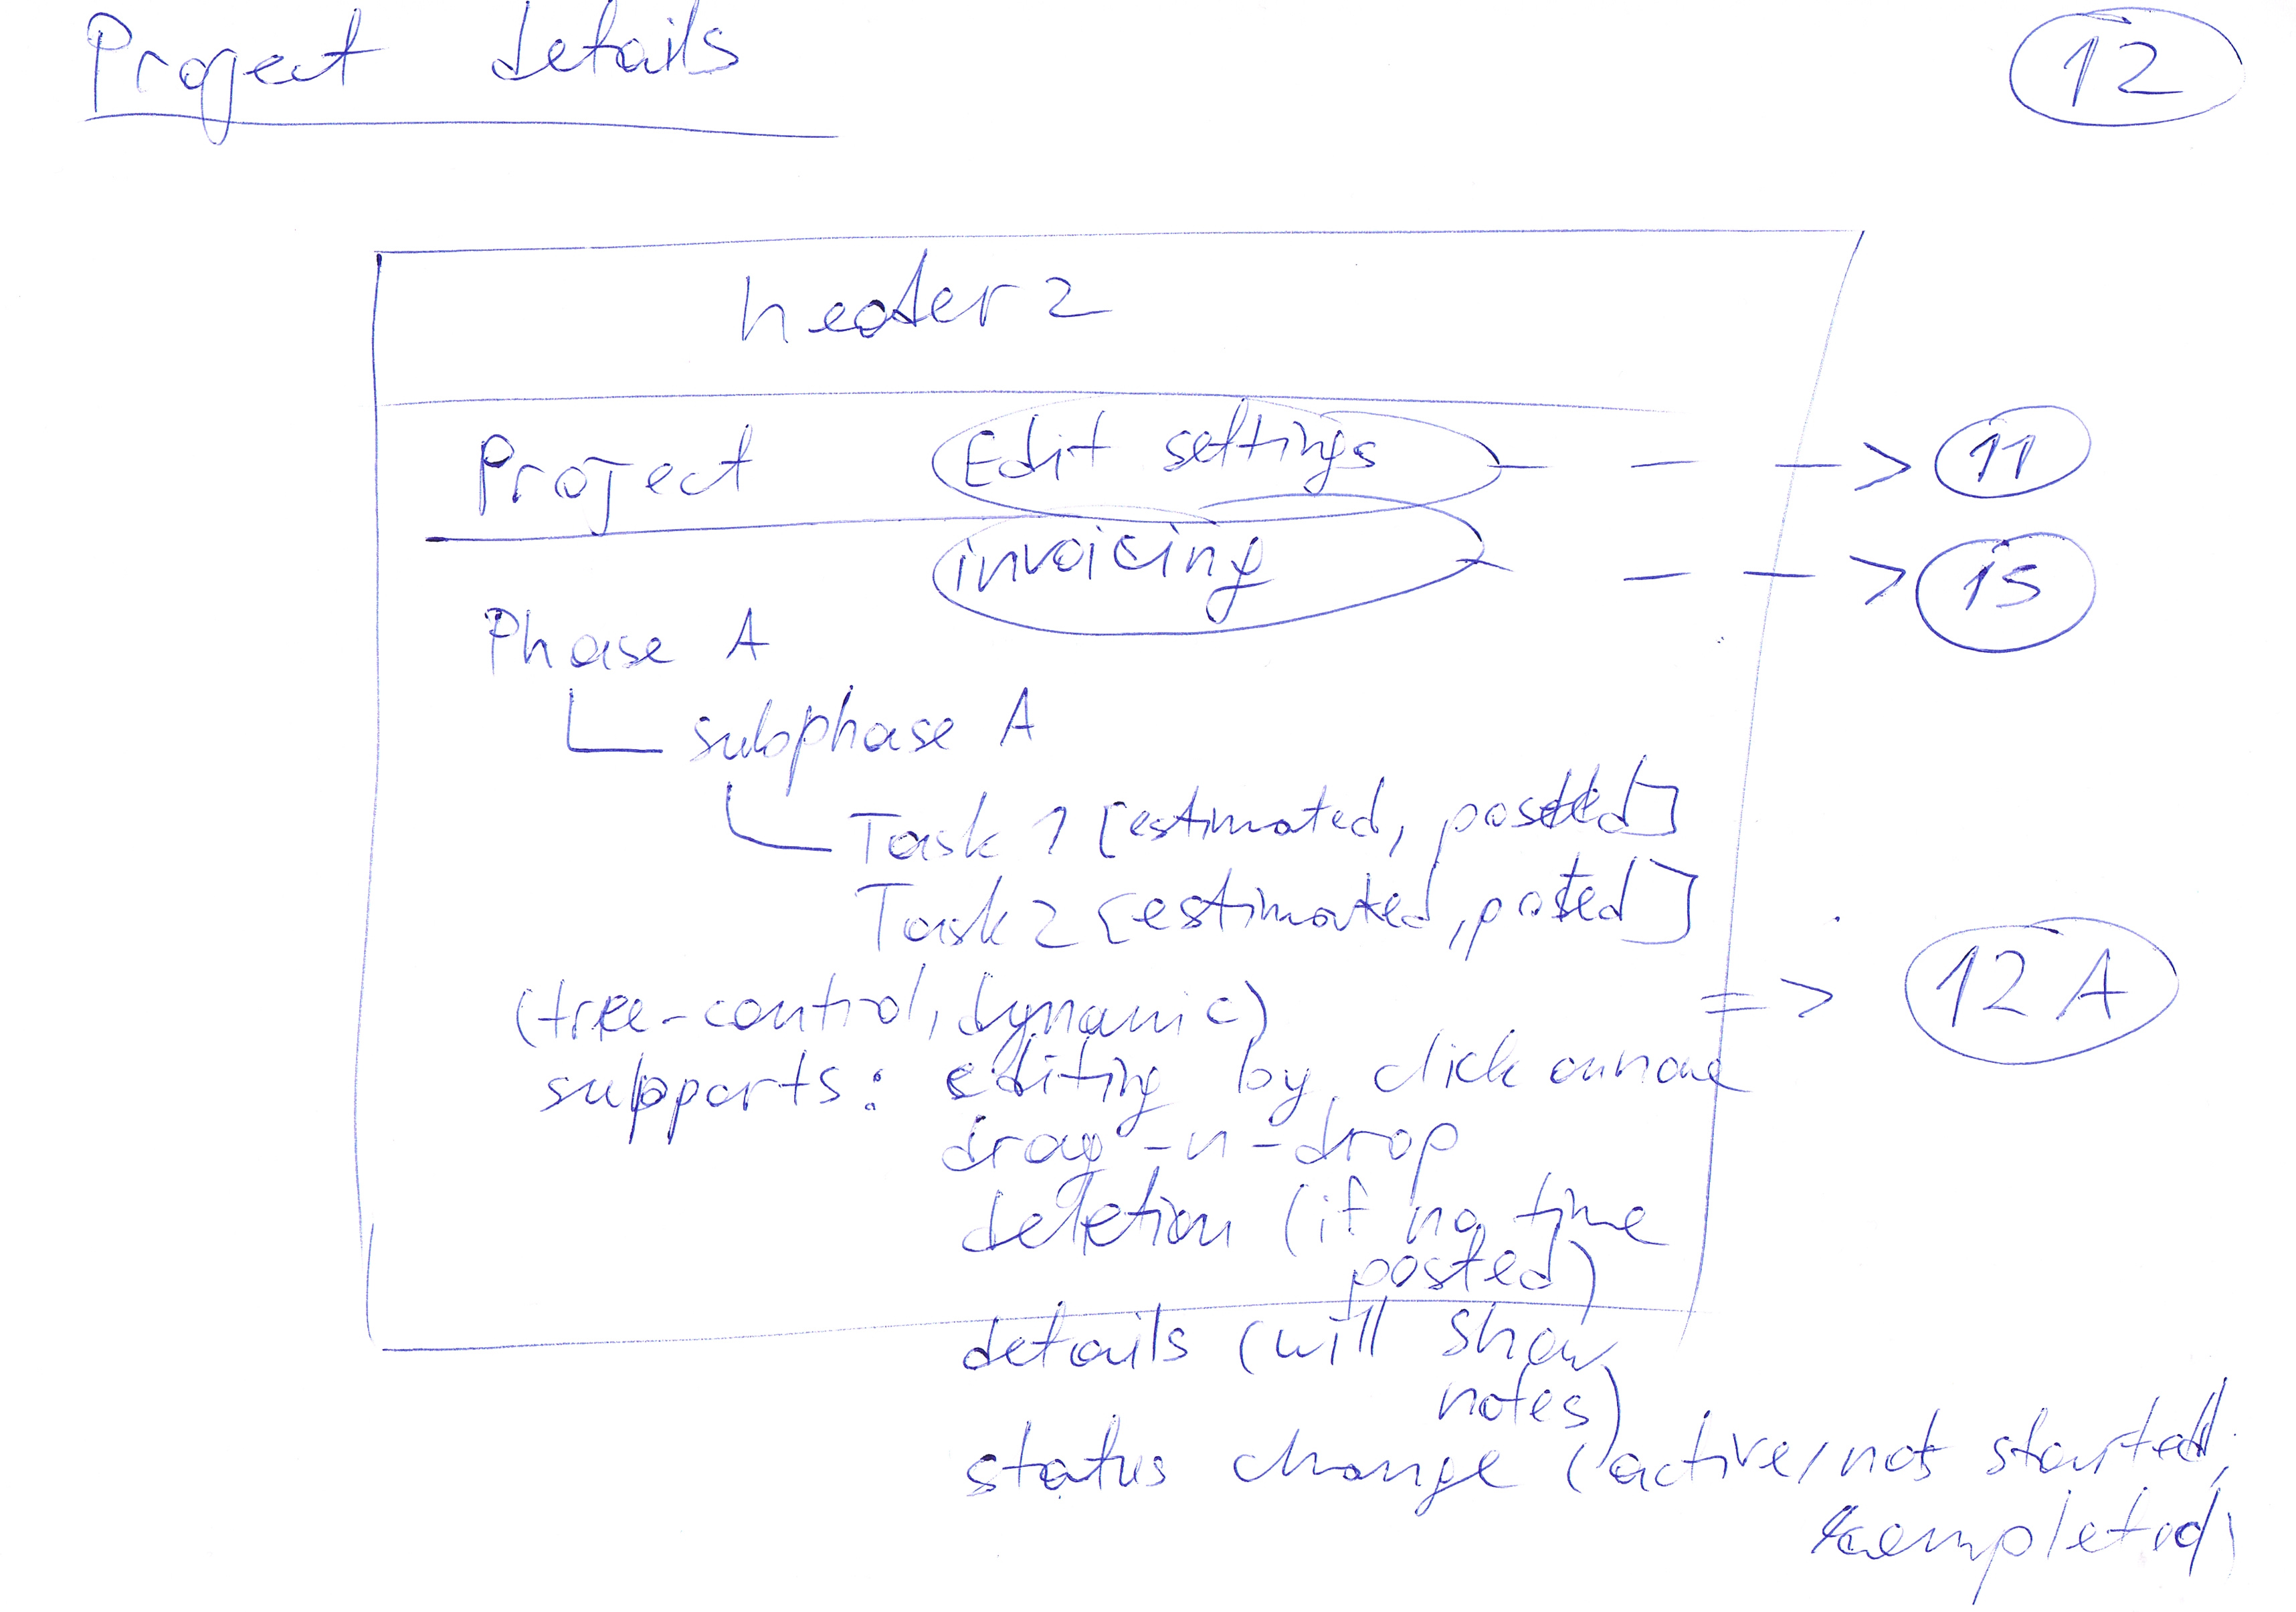 Project details 12
header 2
Project Edit settings - - -> 11
invoicing - - -> 15
Phase A
subphase A
Task 1 [estimated, posted]
Task 2 [estimated, posted]
(tree-control, dynamic) => 12 A
supports: editing by click on name
drag-n-drop
deletion (if no time
posted)
details (will show
notes)
status change (active, not started,
completed)